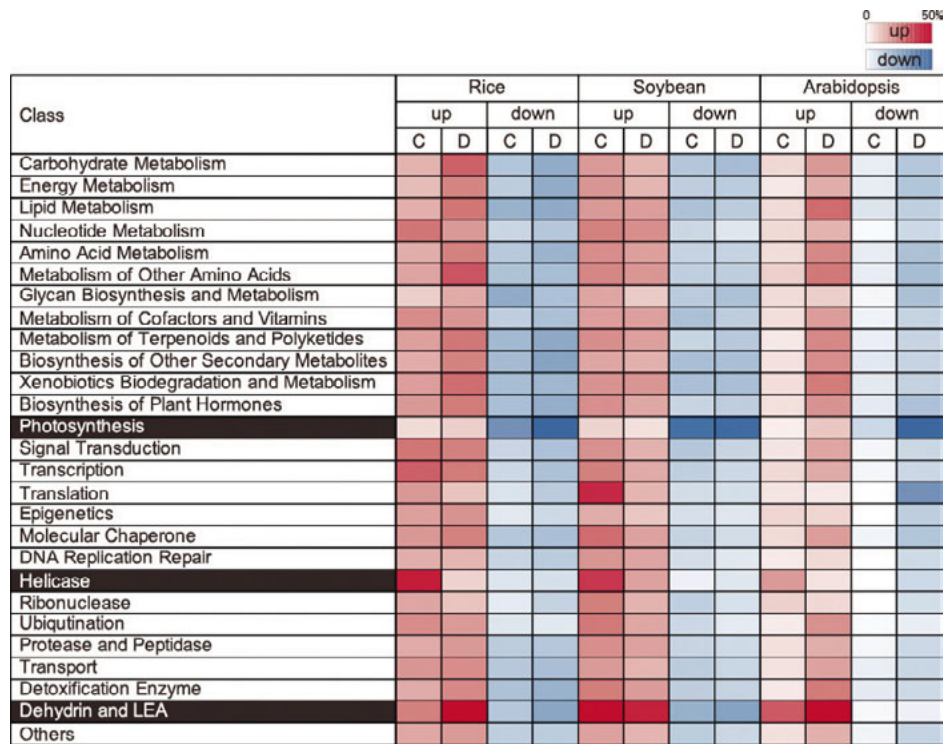 0 50%
up
down
Class Rice Soybean Arabidopsis
up down up down up down
C D C D C D C D C D C D
Carbohydrate Metabolism
Energy Metabolism
Lipid Metabolism
Nucleotide Metabolism
Amino Acid Metabolism
Metabolism of Other Amino Acids
Glycan Biosynthesis and Metabolism
Metabolism of Cofactors and Vitamins
Metabolism of Terpenoids and Polyketides
Biosynthesis of Other Secondary Metabolites
Xenobiotics Biodegradation and Metabolism
Biosynthesis of Plant Hormones
Photosynthesis
Signal Transduction
Transcription
Translation
Epigenetics
Molecular Chaperone
DNA Replication Repair
Helicase
Ribonuclease
Ubiqutination
Protease and Peptidase
Transport
Detoxification Enzyme
Dehydrin and LEA
Others